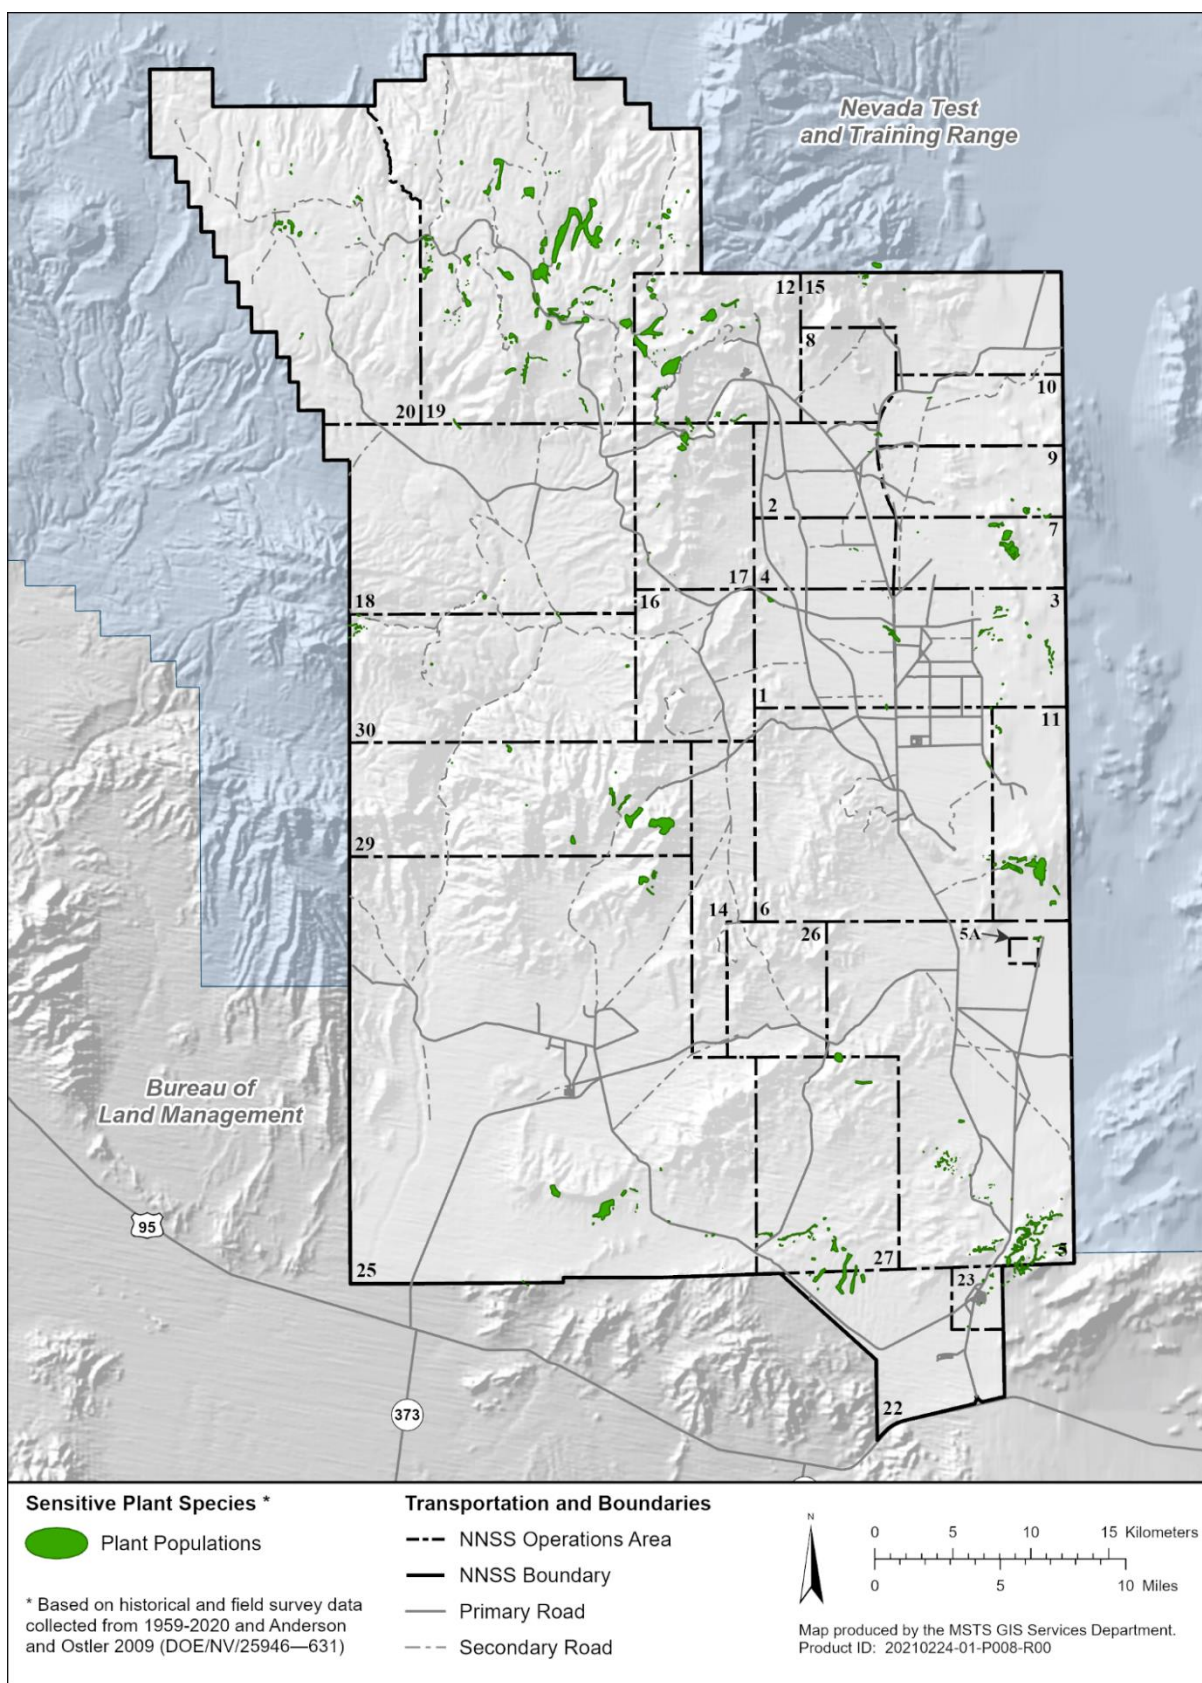 Nevada Test
and Training Range
12 15
8
10
20 19
9
2
7
17 4
18
16
3
1
11
30
29
14 6
26
5A
Bureau of
Land Management
95
25
27
5
23
373
22
Sensitive Plant Species *
Plant Populations
* Based on historical and field survey data
collected from 1959-2020 and Anderson
and Ostler 2009 (DOE/NV/25946—631)
Transportation and Boundaries
NNSS Operations Area
NNSS Boundary
Primary Road
Secondary Road
N
0 5 10 15 Kilometers
0 5 10 Miles
Map produced by the MSTS GIS Services Department.
Product ID: 20210224-01-P008-R00